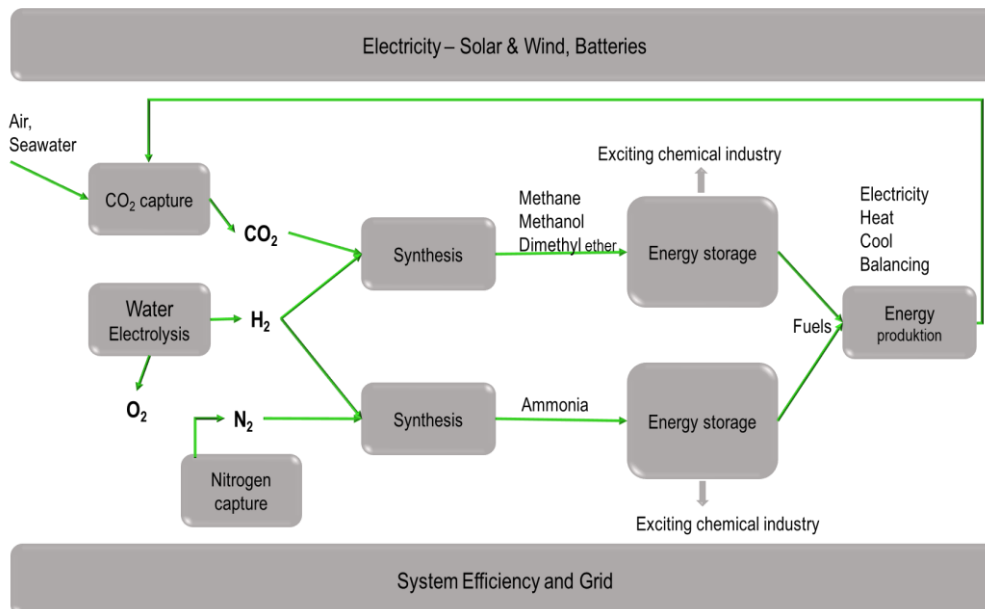 Electricity – Solar & Wind, Batteries
Air,
Seawater
CO₂ capture
CO₂
Water
Electrolysis
H₂
O₂
N₂
Nitrogen
capture
Synthesis
Synthesis
Methane
Methanol
Dimethyl ether
Ammonia
Exciting chemical industry
Energy storage
Energy storage
Exciting chemical industry
Fuels
Electricity
Heat
Cool
Balancing
Energy
produktion
System Efficiency and Grid